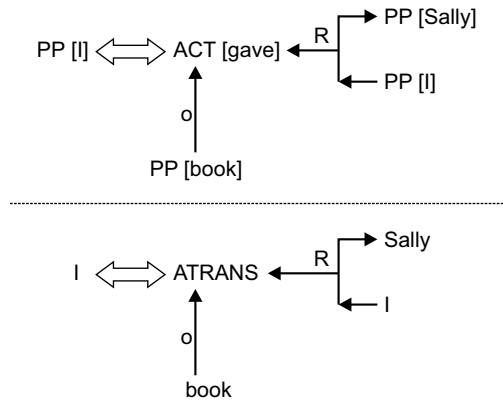 PP [Sally]
R
PP [I] ACT [gave]
PP [I]
o
PP [book]
Sally
R
I ATRANS
I
o
book